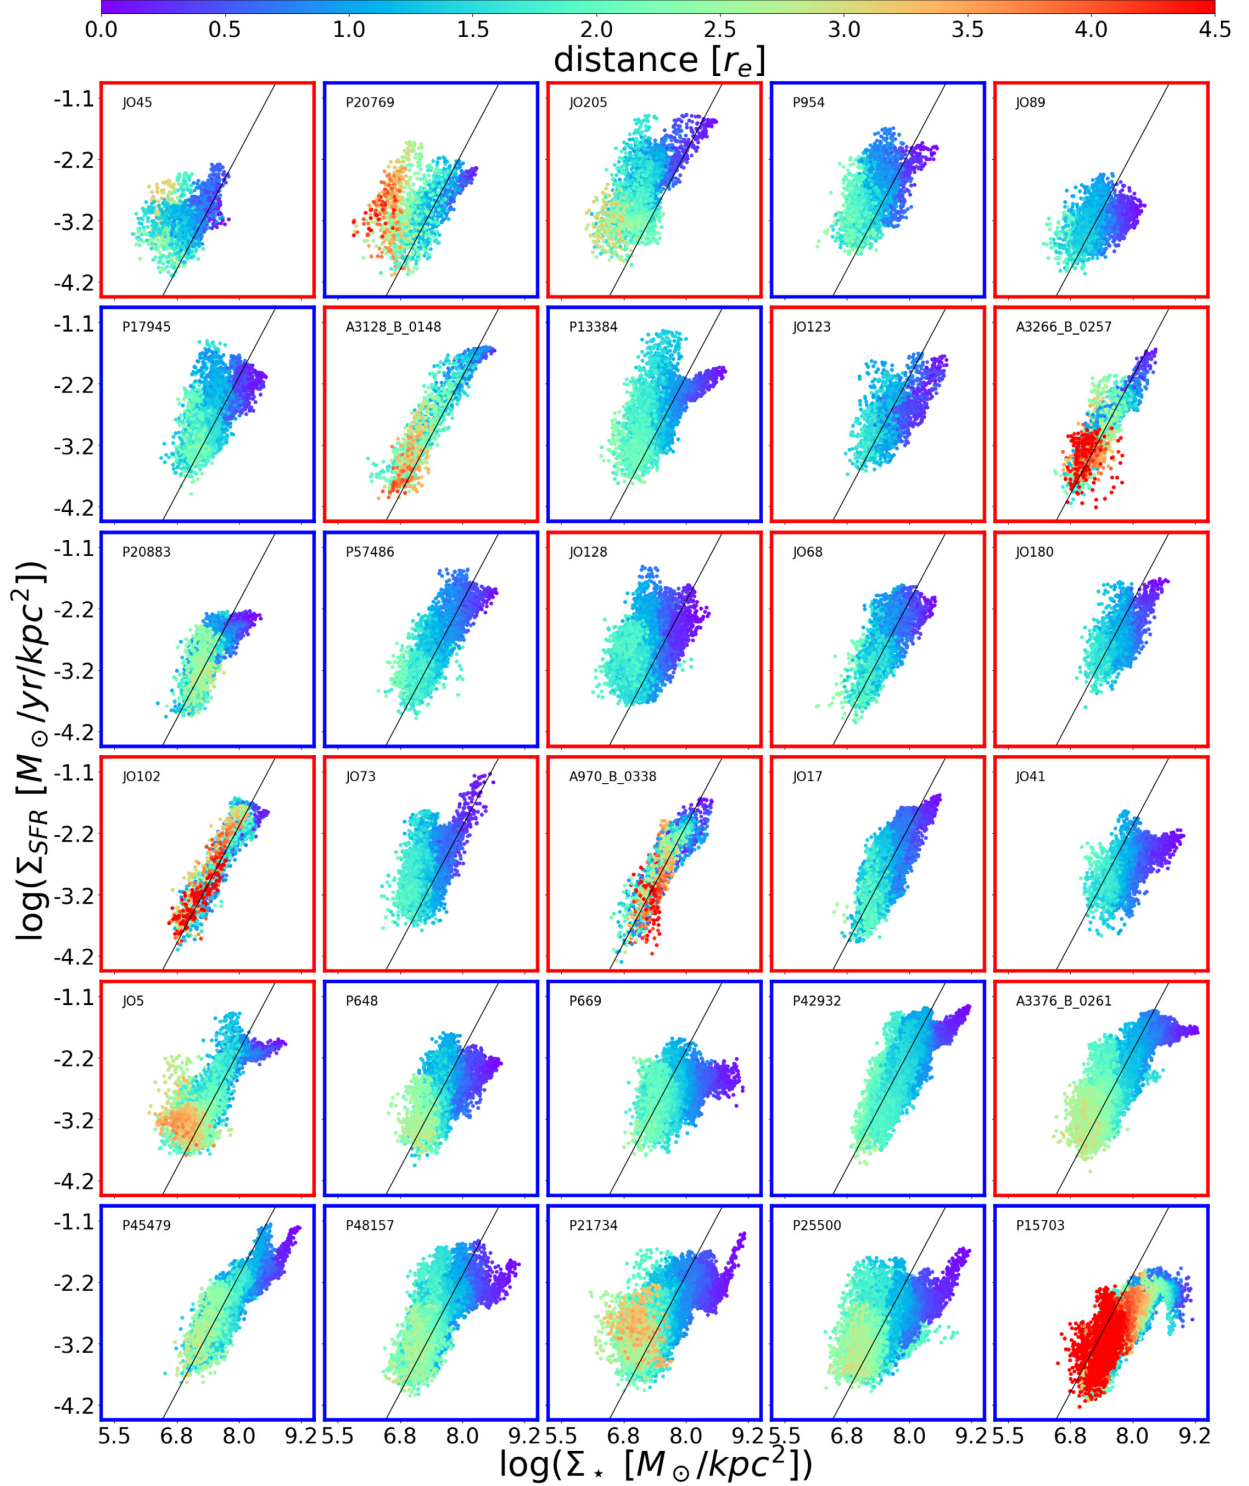 0.0 0.5 1.0 1.5 2.0 2.5 3.0 3.5 4.0 4.5
distance [r_e]
JO45 P20769 JO205 P954 JO89
-1.1
-2.2
-3.2
-4.2
P17945 A3128_B_0148 P13384 JO123 A3266_B_0257
-1.1
-2.2
-3.2
-4.2
P20883 P57486 JO128 JO68 JO180
-1.1
-2.2
-3.2
-4.2
log(Σ_SFR [M_⊙/yr/kpc²])
JO102 JO73 A970_B_0338 JO17 JO41
-1.1
-2.2
-3.2
-4.2
JO5 P648 P669 P42932 A3376_B_0261
-1.1
-2.2
-3.2
-4.2
P45479 P48157 P21734 P25500 P15703
-1.1
-2.2
-3.2
-4.2
5.5 6.8 8.0 9.2 5.5 6.8 8.0 9.2 5.5 6.8 8.0 9.2 5.5 6.8 8.0 9.2 5.5 6.8 8.0 9.2
log(Σ_⋆ [M_⊙/kpc²])